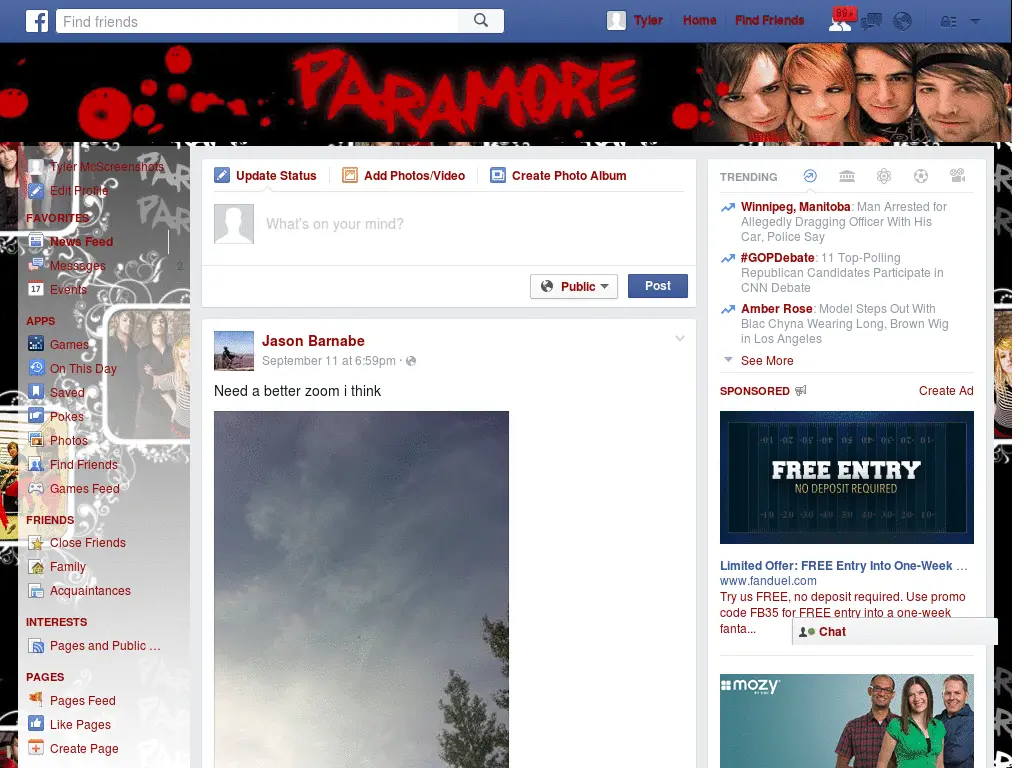 Find friends
Tyler Home Find Friends 99+
PARAMORE
Tyler McScreenshots
Edit Profile
FAVORITES
News Feed
Messages 2
17 Events
APPS
Games
On This Day
Saved
Pokes
Photos
Find Friends
Games Feed
FRIENDS
Close Friends
Family
Acquaintances
INTERESTS
Pages and Public ...
PAGES
Pages Feed
Like Pages
Create Page
Update Status Add Photos/Video Create Photo Album
What's on your mind?
Public Post
Jason Barnabe
September 11 at 6:59pm ·
Need a better zoom i think
TRENDING
Winnipeg, Manitoba: Man Arrested for
Allegedly Dragging Officer With His
Car, Police Say
#GOPDebate: 11 Top-Polling
Republican Candidates Participate in
CNN Debate
Amber Rose: Model Steps Out With
Blac Chyna Wearing Long, Brown Wig
in Los Angeles
See More
SPONSORED Create Ad
FREE ENTRY
NO DEPOSIT REQUIRED
Limited Offer: FREE Entry Into One-Week ...
www.fanduel.com
Try us FREE, no deposit required. Use promo
code FB35 for FREE entry into a one-week
fanta...
Chat
mozy